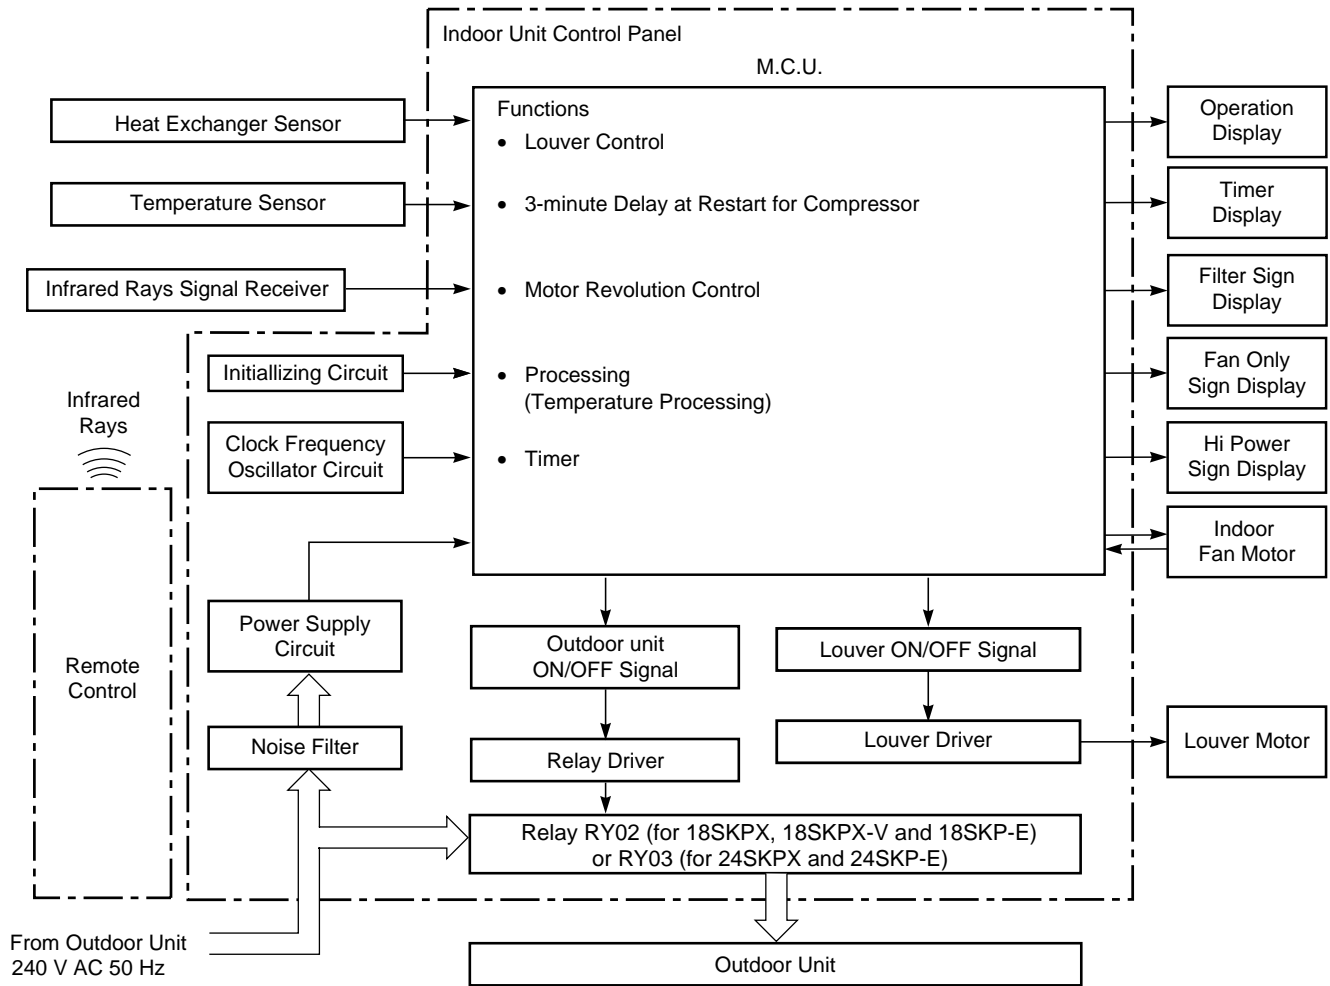 Indoor Unit Control Panel
M.C.U.
Heat Exchanger Sensor
Temperature Sensor
Infrared Rays Signal Receiver
Initiallizing Circuit
Clock Frequency
Oscillator Circuit
Infrared
Rays
Remote
Control
Power Supply
Circuit
Noise Filter
From Outdoor Unit
240 V AC 50 Hz
Functions
• Louver Control
• 3-minute Delay at Restart for Compressor
• Motor Revolution Control
• Processing
(Temperature Processing)
• Timer
Outdoor unit
ON/OFF Signal
Relay Driver
Louver ON/OFF Signal
Louver Driver
Relay RY02 (for 18SKPX, 18SKPX-V and 18SKP-E)
or RY03 (for 24SKPX and 24SKP-E)
Outdoor Unit
Operation
Display
Timer
Display
Filter Sign
Display
Fan Only
Sign Display
Hi Power
Sign Display
Indoor
Fan Motor
Louver Motor